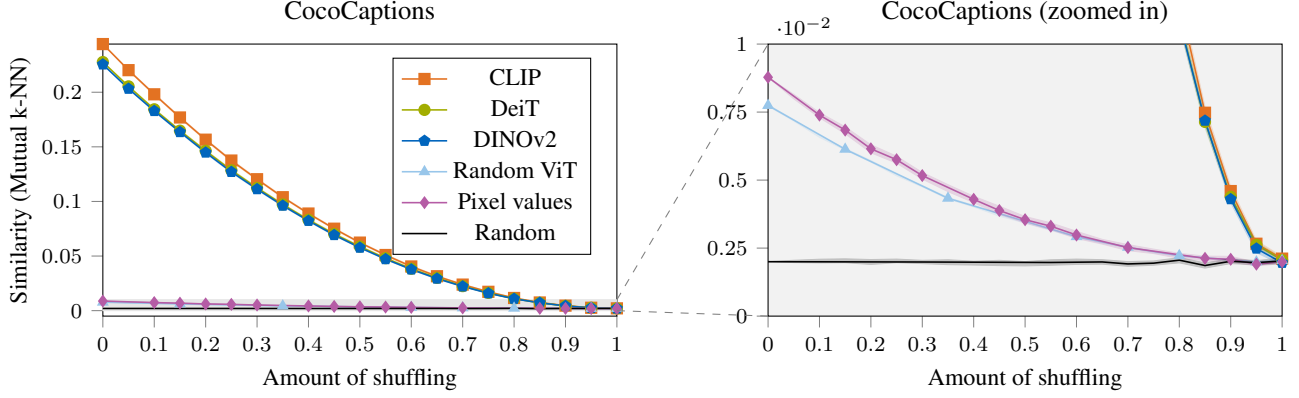 CocoCaptions
Similarity (Mutual k-NN)
0.2
0.15
0.1
0.05
0
0 0.1 0.2 0.3 0.4 0.5 0.6 0.7 0.8 0.9 1
Amount of shuffling
CLIP
DeiT
DINOv2
Random ViT
Pixel values
Random
CocoCaptions (zoomed in)
·10⁻²
1
0.75
0.5
0.25
0
0 0.1 0.2 0.3 0.4 0.5 0.6 0.7 0.8 0.9 1
Amount of shuffling